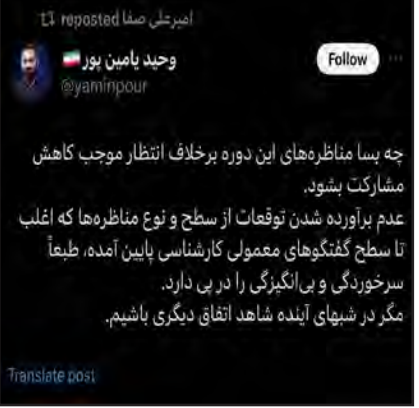 امیرعلی صفا reposted
وحید یامین پور
Follow
@yaminpour
چه بسا مناظره‌های این دوره برخلاف انتظار موجب کاهش
مشارکت بشود.
عدم برآورده شدن توقعات از سطح و نوع مناظره‌ها که اغلب
تا سطح گفتگوهای معمولی کارشناسی پایین آمده، طبعاً
سرخوردگی و بی‌انگیزگی را در پی دارد.
مگر در شبهای آینده شاهد اتفاق دیگری باشیم.
Translate post